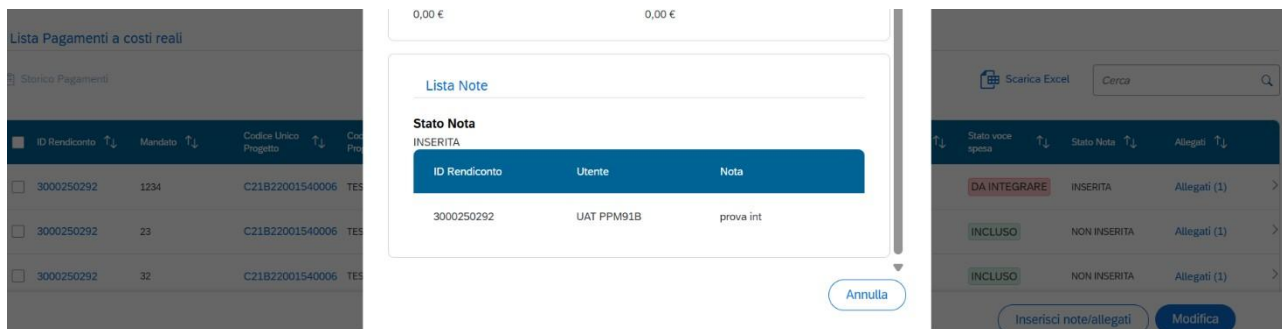 0,00 € 0,00 €
Lista Pagamenti a costi reali
Storico Pagamenti
Scarica Excel Cerca
Lista Note
Stato Nota
INSERITA
ID Rendiconto Utente Nota
3000250292 UAT PPM91B prova int
Annulla
ID Rendiconto Mandato Codice Unico Progetto Stato voce spesa Stato Nota Allegati
3000250292 1234 C21B22001540006 TES DA INTEGRARE INSERITA Allegati (1)
3000250292 23 C21B22001540006 TES INCLUSO NON INSERITA Allegati (1)
3000250292 32 C21B22001540006 TES INCLUSO NON INSERITA Allegati (1)
Inserisci note/allegati Modifica